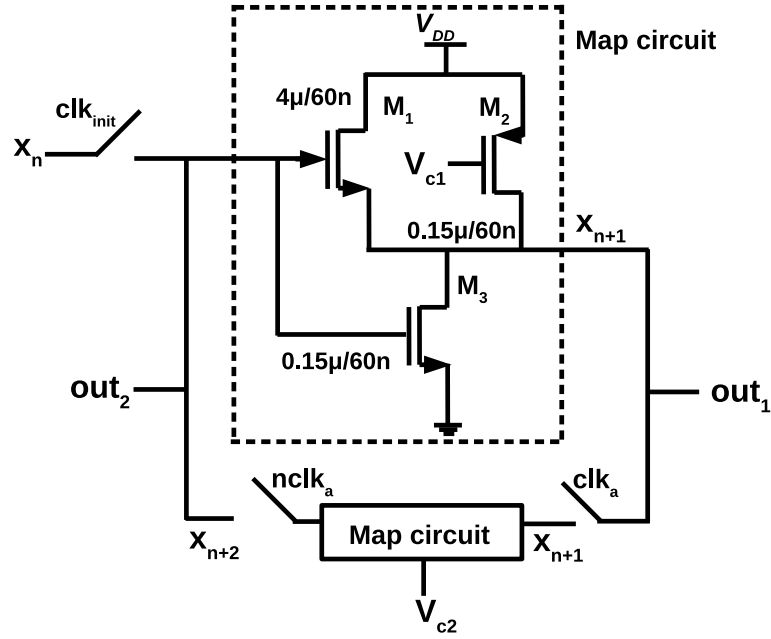 V_DD
Map circuit
4μ/60n
M_1
M_2
clk_init
x_n
V_c1
0.15μ/60n
x_n+1
M_3
0.15μ/60n
out_2
out_1
nclk_a
clk_a
Map circuit
x_n+2
x_n+1
V_c2